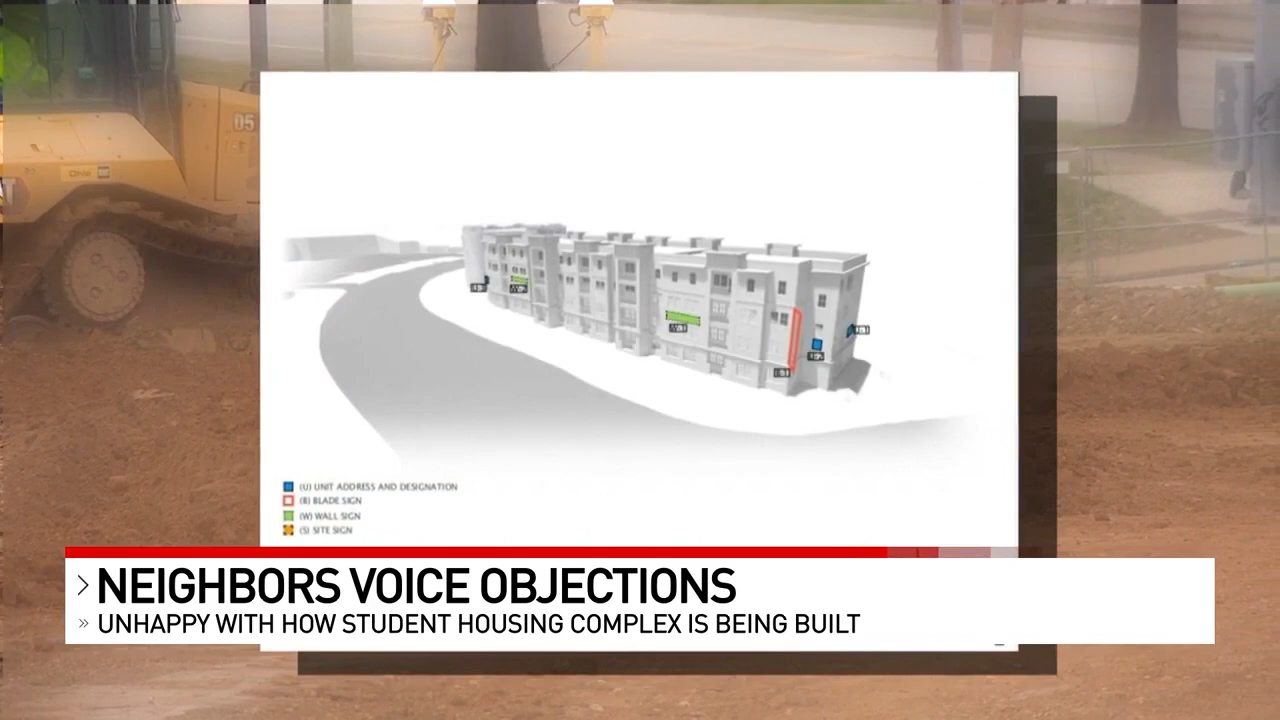 D5
(U) UNIT ADDRESS AND DESIGNATION
(B) BLADE SIGN
(W) WALL SIGN
(S) SITE SIGN
NEIGHBORS VOICE OBJECTIONS
UNHAPPY WITH HOW STUDENT HOUSING COMPLEX IS BEING BUILT